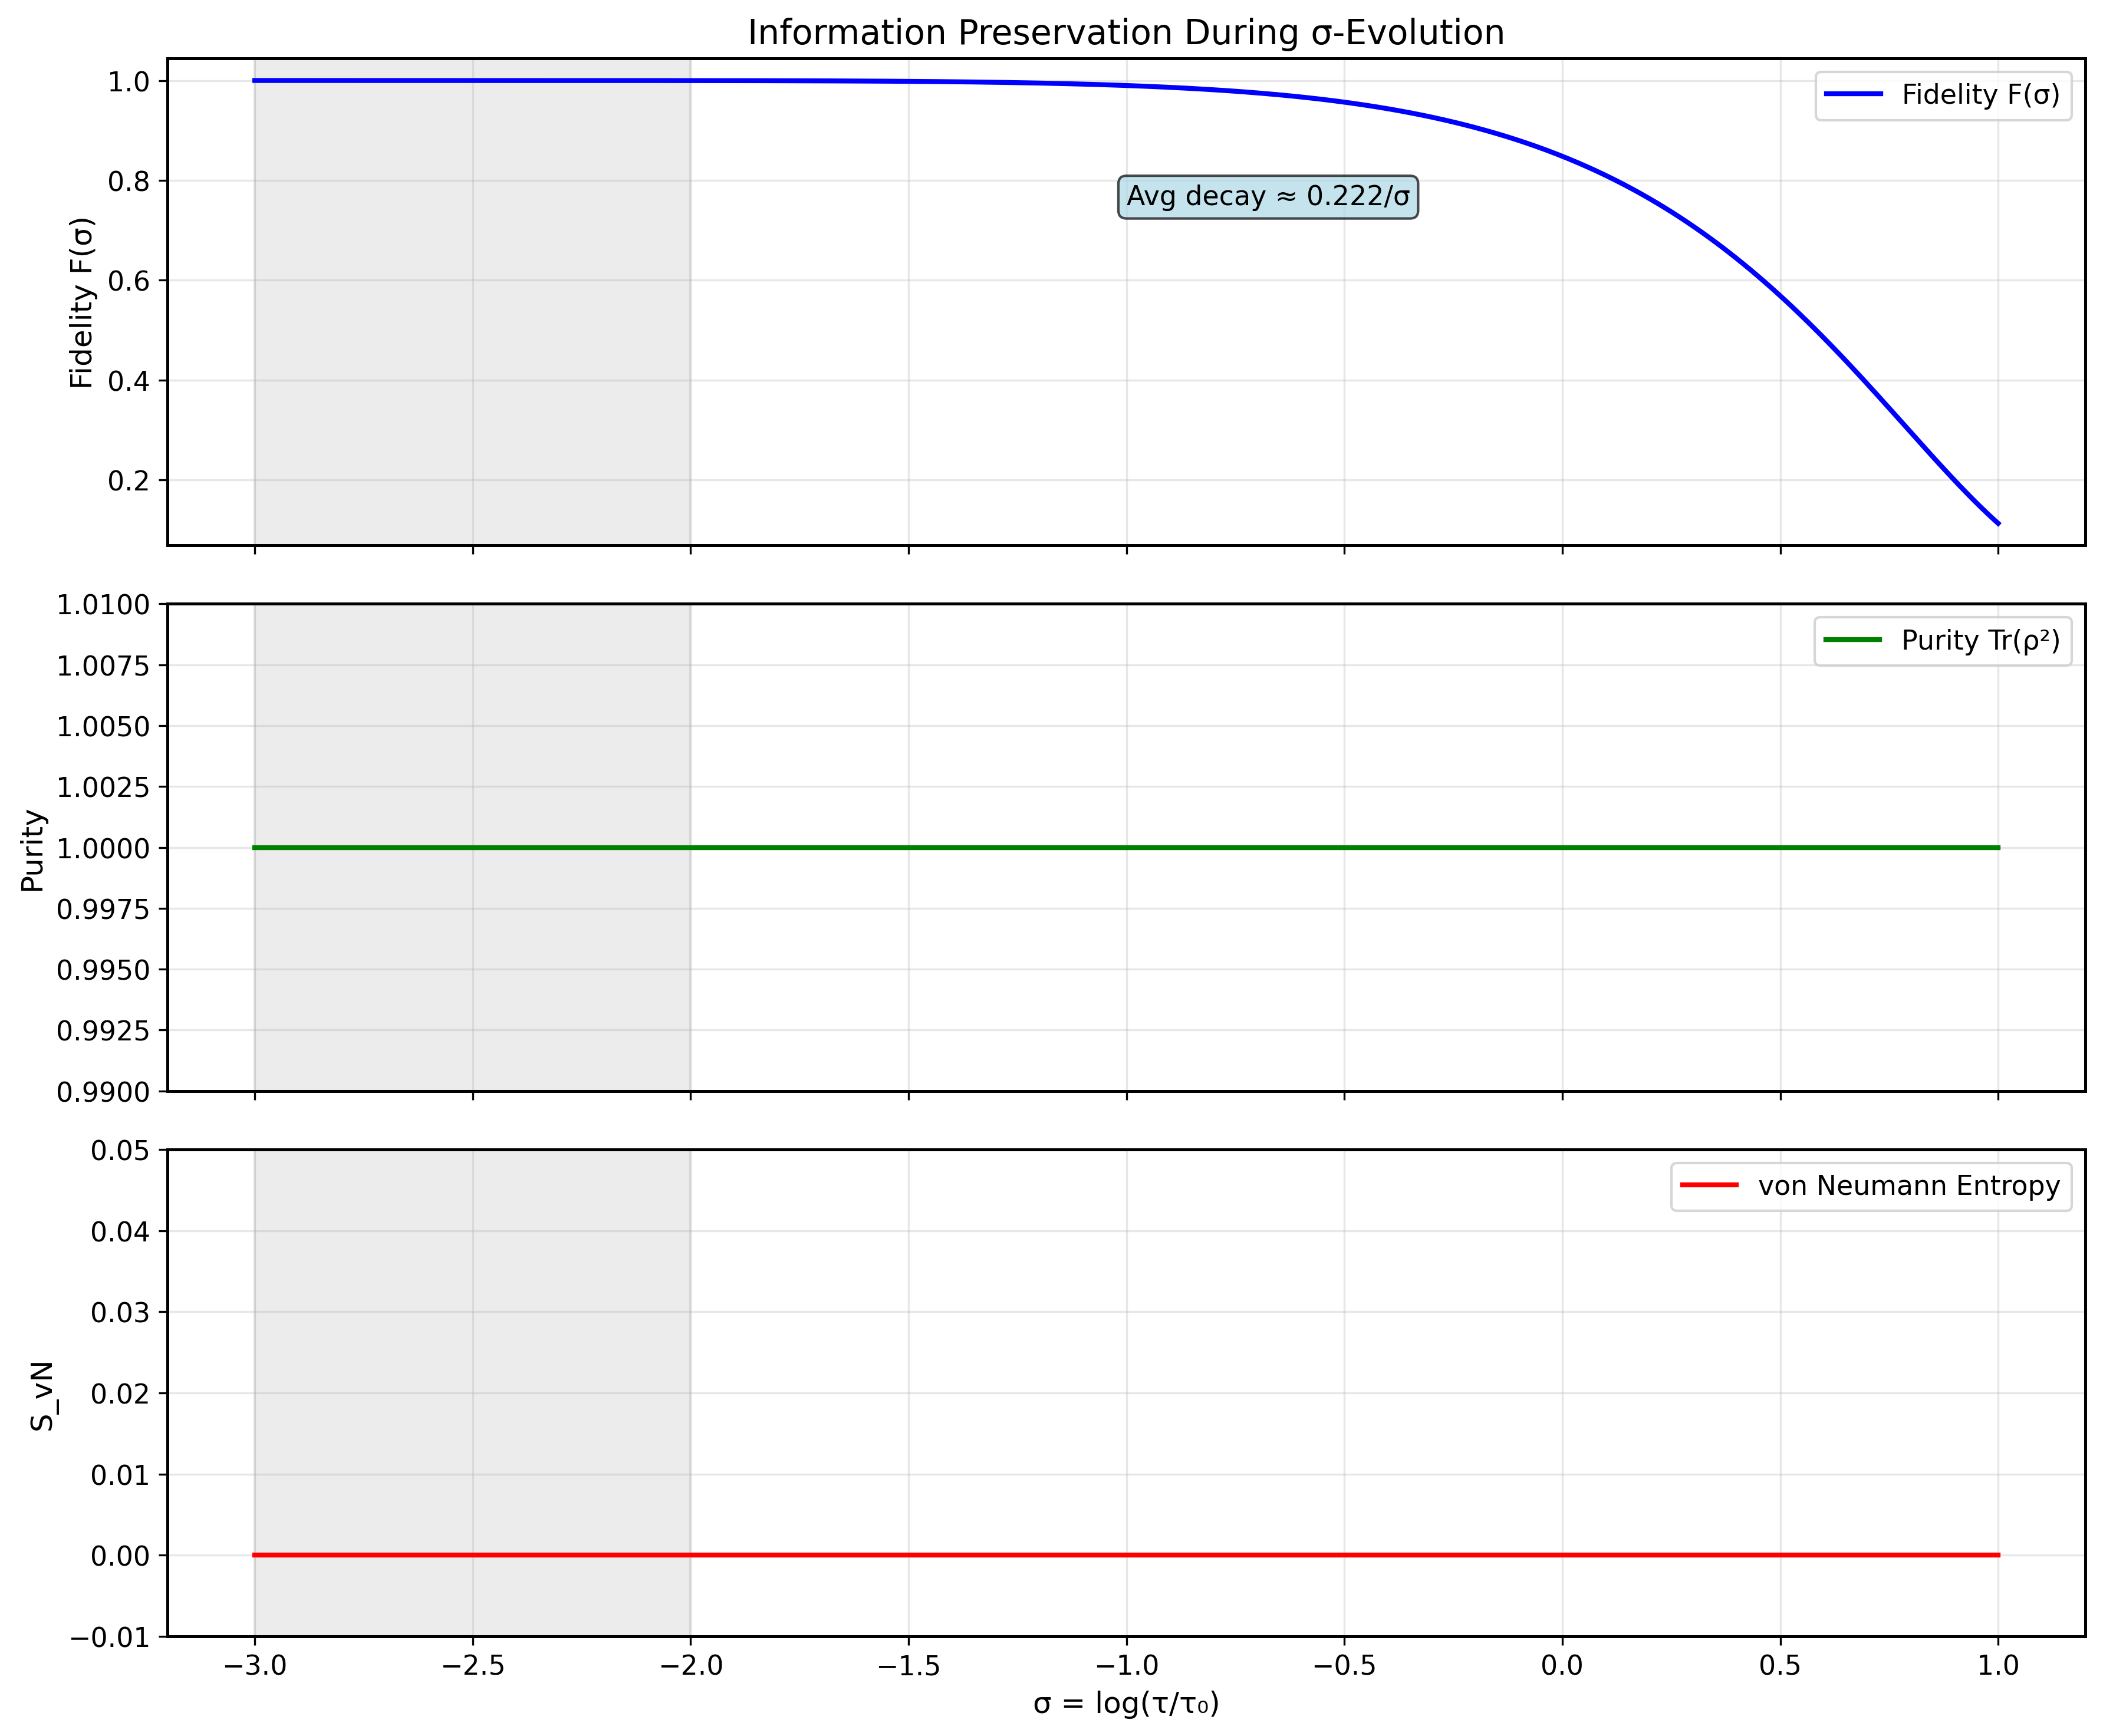 Information Preservation During σ-Evolution
Fidelity F(σ)
1.0
0.8
0.6
0.4
0.2
Fidelity F(σ)
Avg decay ≈ 0.222/σ
Purity
1.0100
1.0075
1.0050
1.0025
1.0000
0.9975
0.9950
0.9925
0.9900
Purity Tr(ρ²)
S_vN
0.05
0.04
0.03
0.02
0.01
0.00
−0.01
von Neumann Entropy
−3.0 −2.5 −2.0 −1.5 −1.0 −0.5 0.0 0.5 1.0
σ = log(τ/τ₀)